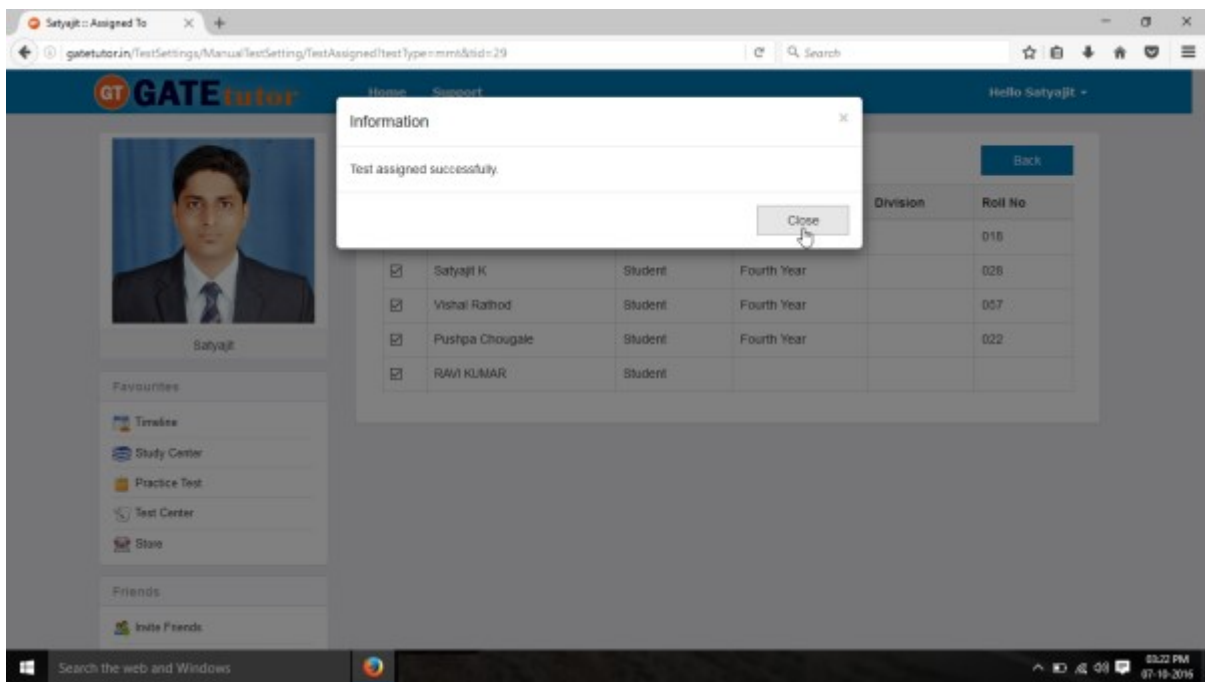 Satyajit :: Assigned To
gatetutor.in/TestSettings/ManualTestSetting/TestAssigned?testType=mmt&tid=29
Search
GT GATEtutor
Home Support
Hello Satyajit
Information
Test assigned successfully.
Close
Back
Division Roll No
018
Satyajit K Student Fourth Year 028
Vishal Rathod Student Fourth Year 057
Pushpa Chougale Student Fourth Year 022
RAVI KUMAR Student
Satyajit
Favourites
Timeline
Study Center
Practice Test
Test Center
Store
Friends
Invite Friends
Search the web and Windows
03:22 PM
07-10-2016